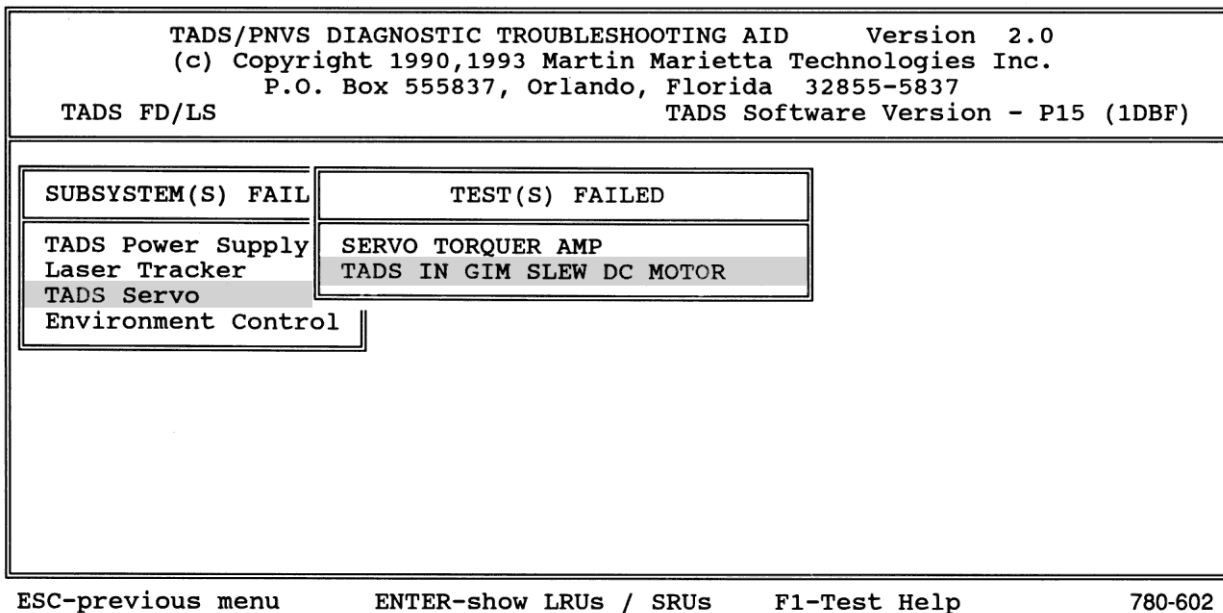 TADS/PNVS DIAGNOSTIC TROUBLESHOOTING AID Version 2.0
(c) Copyright 1990,1993 Martin Marietta Technologies Inc.
P.O. Box 555837, Orlando, Florida 32855-5837
TADS FD/LS TADS Software Version - P15 (1DBF)
SUBSYSTEM(S) FAIL
TADS Power Supply
Laser Tracker
TADS Servo
Environment Control
TEST(S) FAILED
SERVO TORQUER AMP
TADS IN GIM SLEW DC MOTOR
ESC-previous menu ENTER-show LRUs / SRUs F1-Test Help 780-602